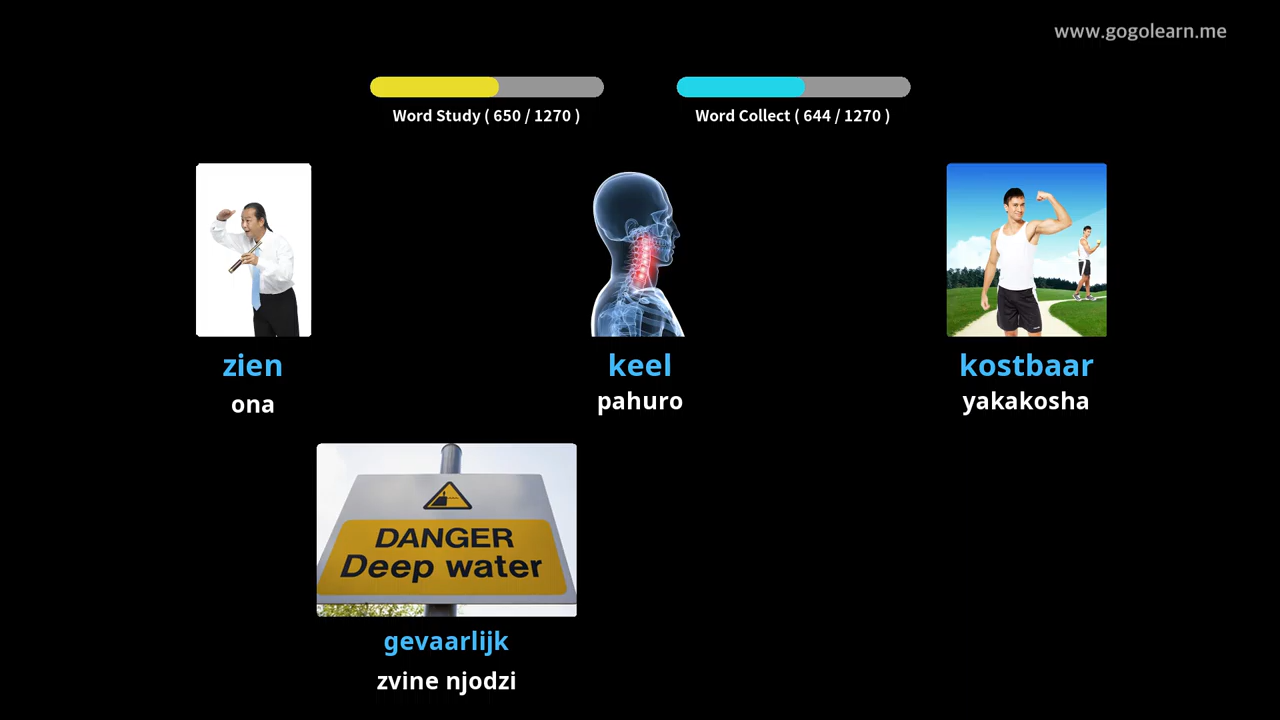 www.gogolearn.me
Word Study ( 650 / 1270 )
Word Collect ( 644 / 1270 )
zien
ona
keel
pahuro
kostbaar
yakakosha
DANGER
Deep water
gevaarlijk
zvine njodzi